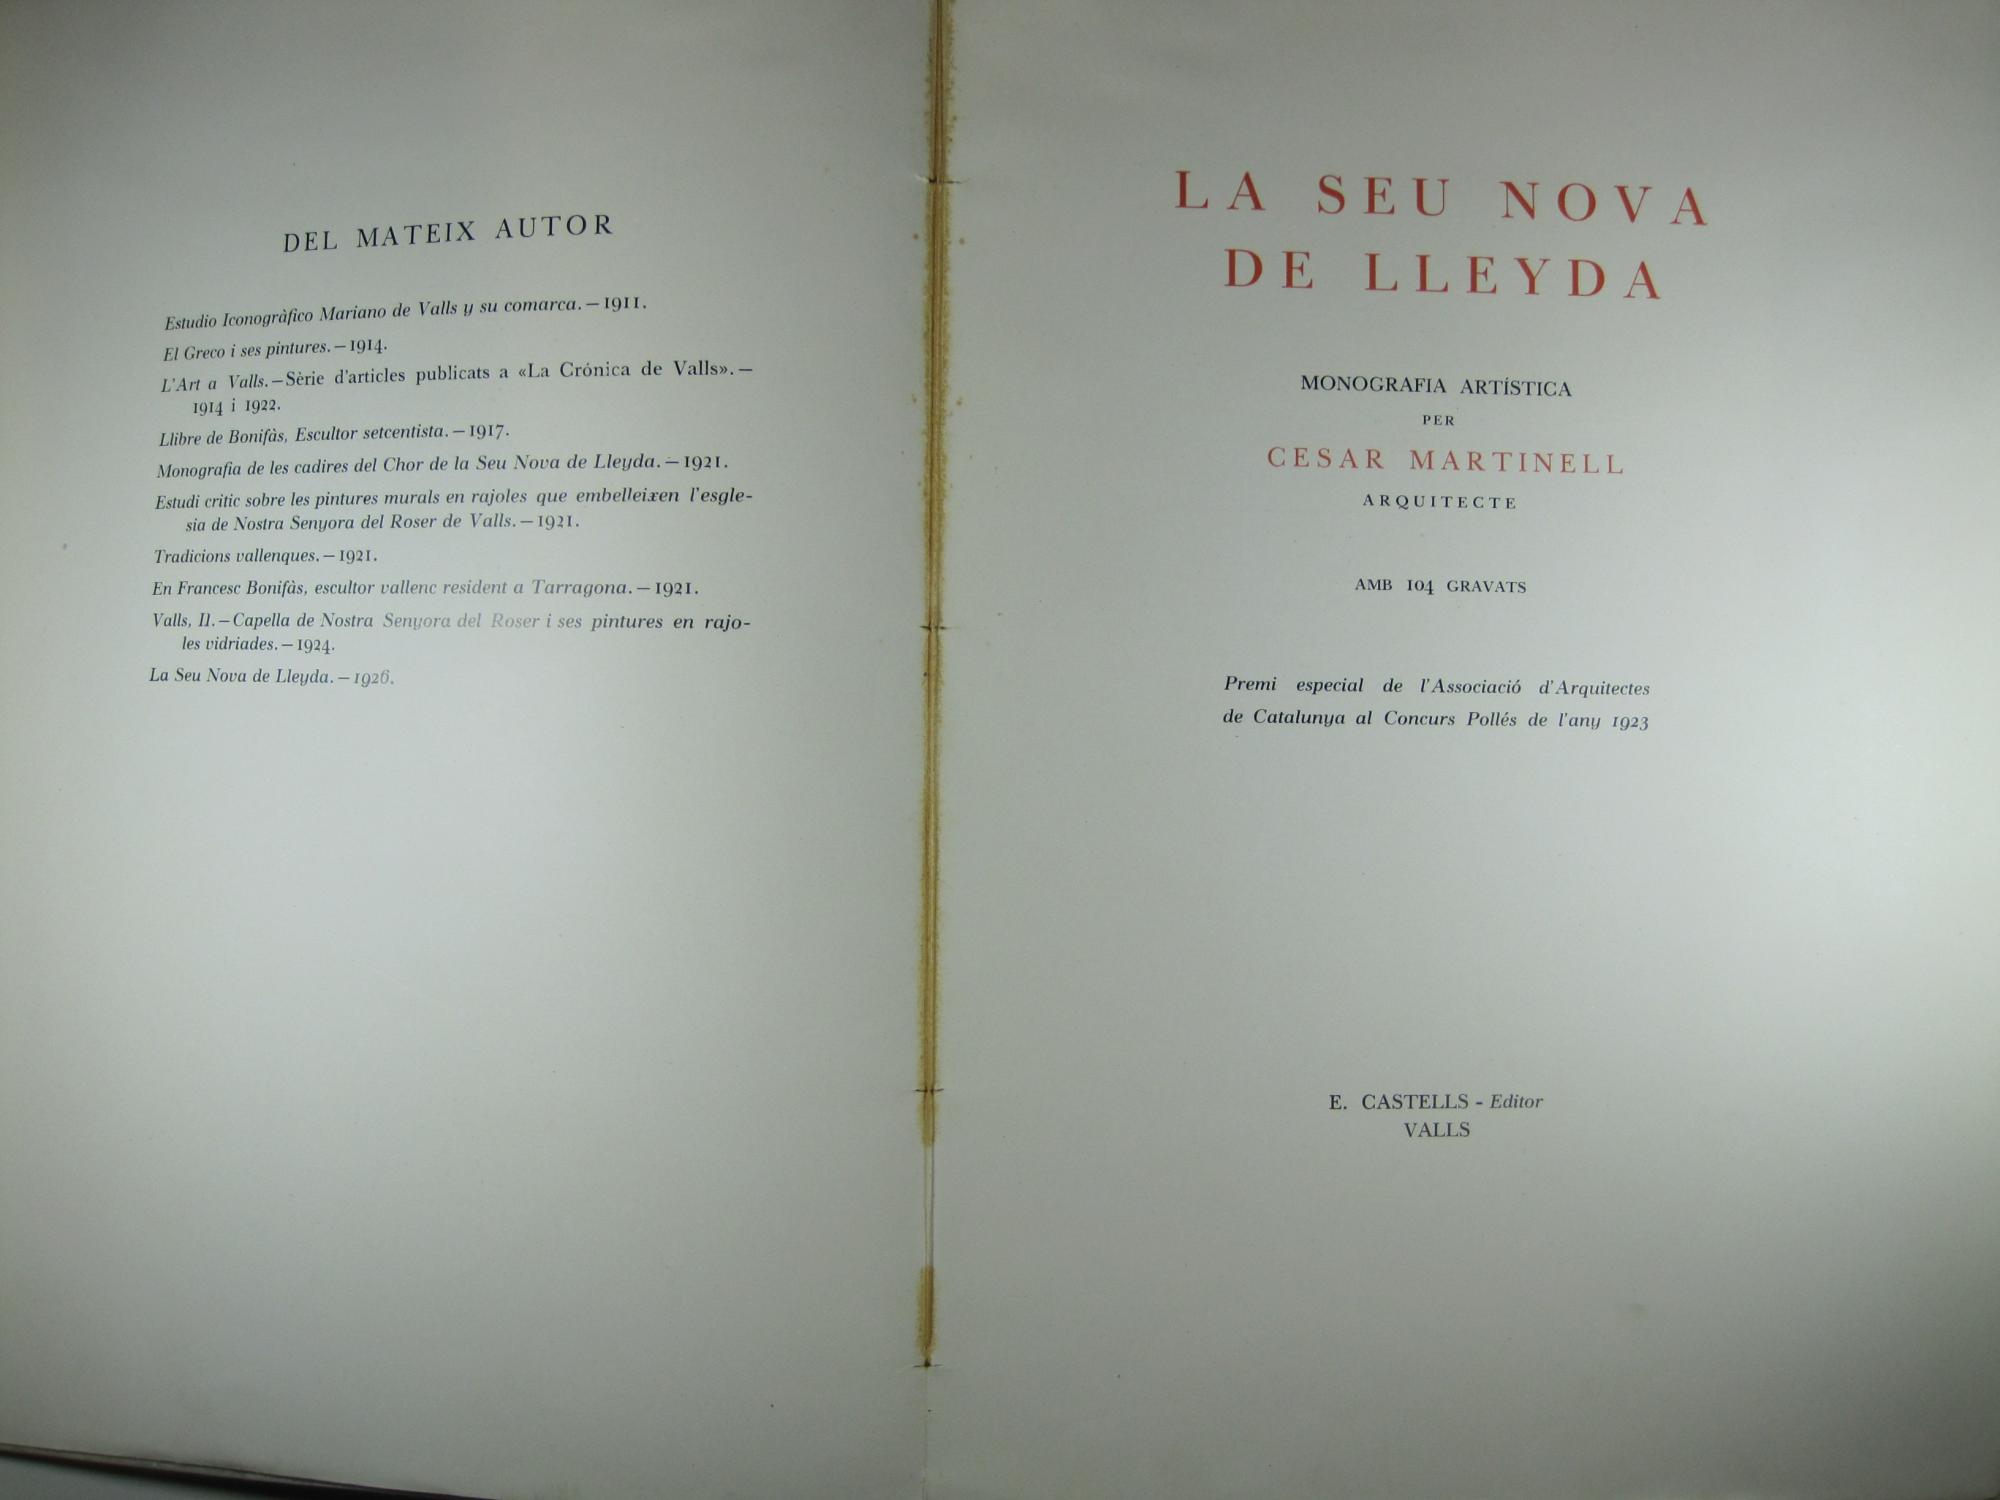 DEL MATEIX AUTOR
Estudio Iconogràfico Mariano de Valls y su comarca.—1911.
El Greco i ses pintures.—1914.
L'Art a Valls.—Sèrie d'articles publicats a «La Crónica de Valls».—
1914 i 1922.
Llibre de Bonifàs, Escultor setcentista.—1917.
Monografia de les cadires del Chor de la Seu Nova de Lleyda.—1921.
Estudi critic sobre les pintures murals en rajoles que embelleixen l'esgle-
sia de Nostra Senyora del Roser de Valls.—1921.
Tradicions vallenques.—1921.
En Francesc Bonifàs, escultor vallenc resident a Tarragona.—1921.
Valls, II.—Capella de Nostra Senyora del Roser i ses pintures en rajo-
les vidriades.—1924.
La Seu Nova de Lleyda.—1926.
LA SEU NOVA
DE LLEYDA
MONOGRAFIA ARTÍSTICA
PER
CESAR MARTINELL
ARQUITECTE
AMB 104 GRAVATS
Premi especial de l'Associació d'Arquitectes
de Catalunya al Concurs Pollés de l'any 1923
E. CASTELLS - Editor
VALLS